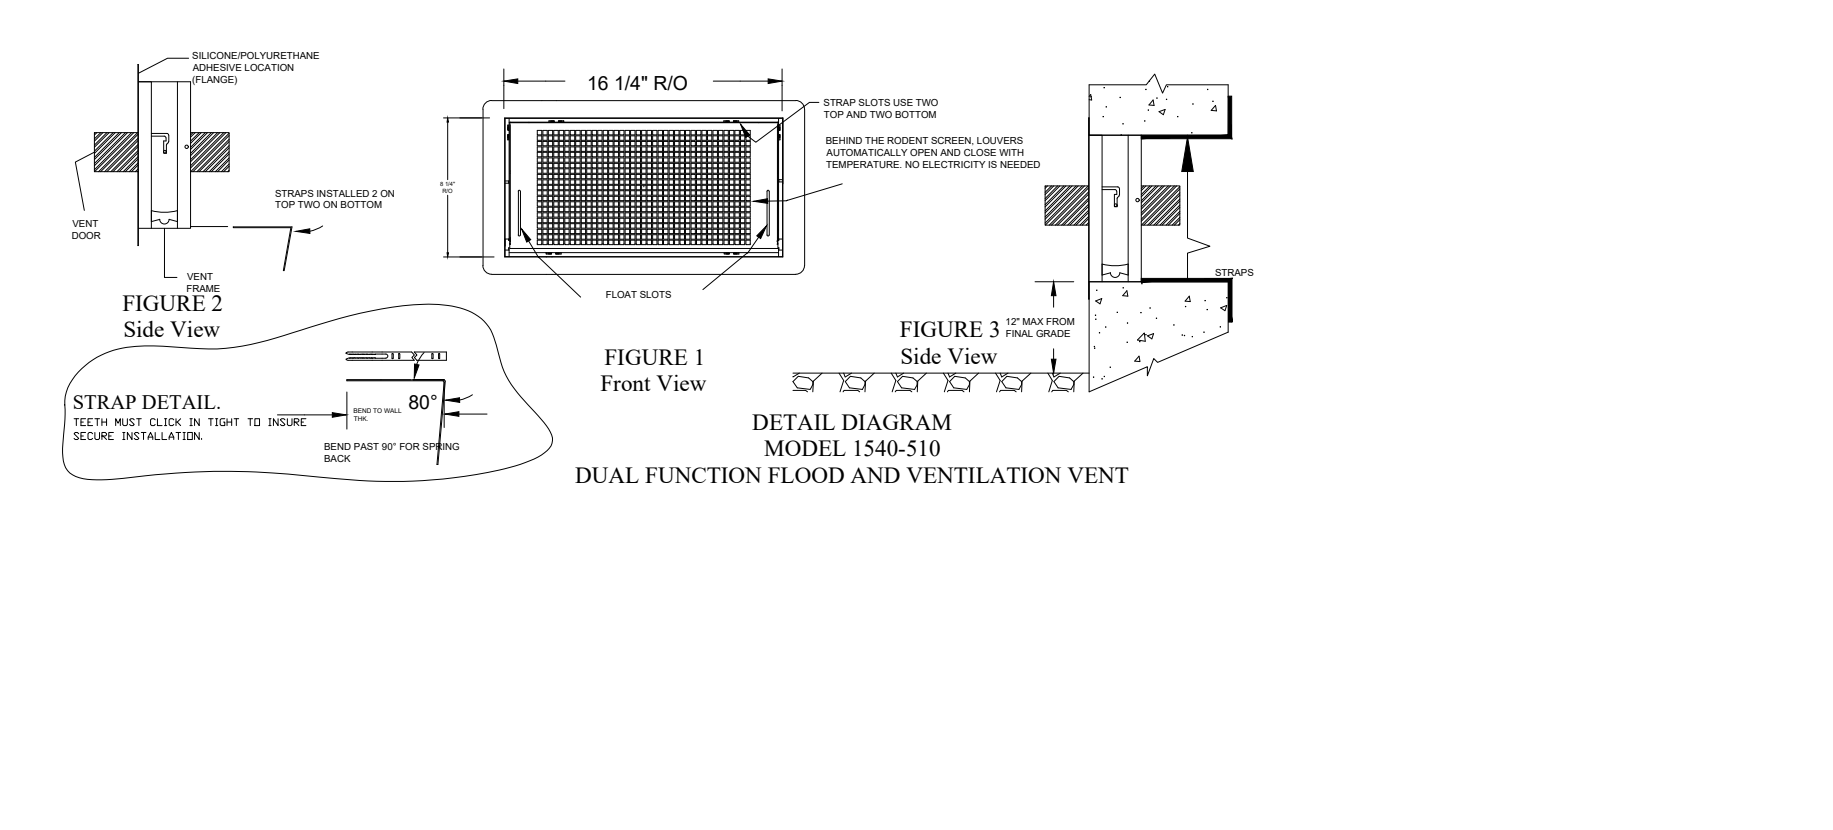 SILICONE/POLYURETHANE
ADHESIVE LOCATION
(FLANGE)
STRAPS INSTALLED 2 ON
TOP TWO ON BOTTOM
VENT
DOOR
VENT
FRAME
FIGURE 2
Side View
16 1/4" R/O
8 1/4"
R/O
STRAP SLOTS USE TWO
TOP AND TWO BOTTOM
BEHIND THE RODENT SCREEN, LOUVERS
AUTOMATICALLY OPEN AND CLOSE WITH
TEMPERATURE. NO ELECTRICITY IS NEEDED
FLOAT SLOTS
FIGURE 1
Front View
STRAPS
12" MAX FROM
FINAL GRADE
FIGURE 3
Side View
STRAP DETAIL.
TEETH MUST CLICK IN TIGHT TO INSURE
SECURE INSTALLATION.
BEND TO WALL
THK.
80°
BEND PAST 90° FOR SPRING
BACK
DETAIL DIAGRAM
MODEL 1540-510
DUAL FUNCTION FLOOD AND VENTILATION VENT